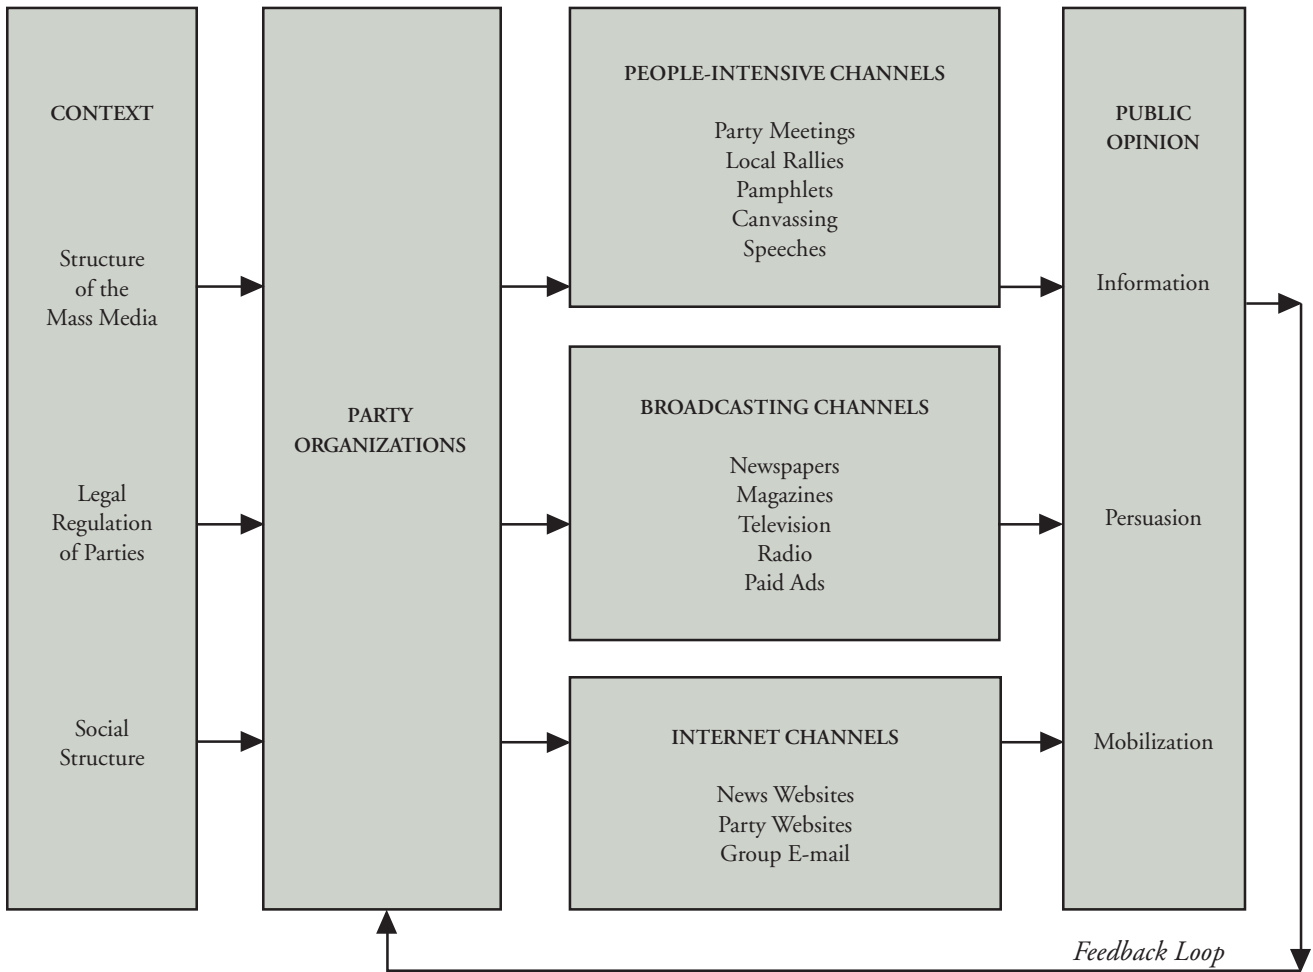 CONTEXT
Structure
of the
Mass Media
Legal
Regulation
of Parties
Social
Structure
PARTY
ORGANIZATIONS
PEOPLE-INTENSIVE CHANNELS
Party Meetings
Local Rallies
Pamphlets
Canvassing
Speeches
BROADCASTING CHANNELS
Newspapers
Magazines
Television
Radio
Paid Ads
INTERNET CHANNELS
News Websites
Party Websites
Group E-mail
PUBLIC
OPINION
Information
Persuasion
Mobilization
Feedback Loop